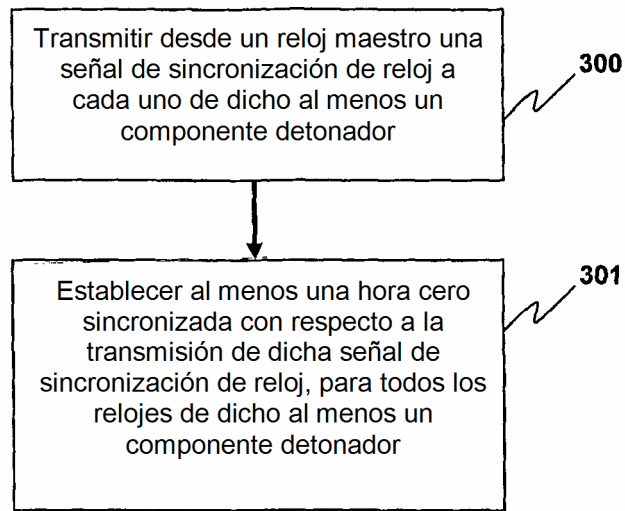 Transmitir desde un reloj maestro una
señal de sincronización de reloj a
cada uno de dicho al menos un
componente detonador
300
Establecer al menos una hora cero
sincronizada con respecto a la
transmisión de dicha señal de
sincronización de reloj, para todos los
relojes de dicho al menos un
componente detonador
301